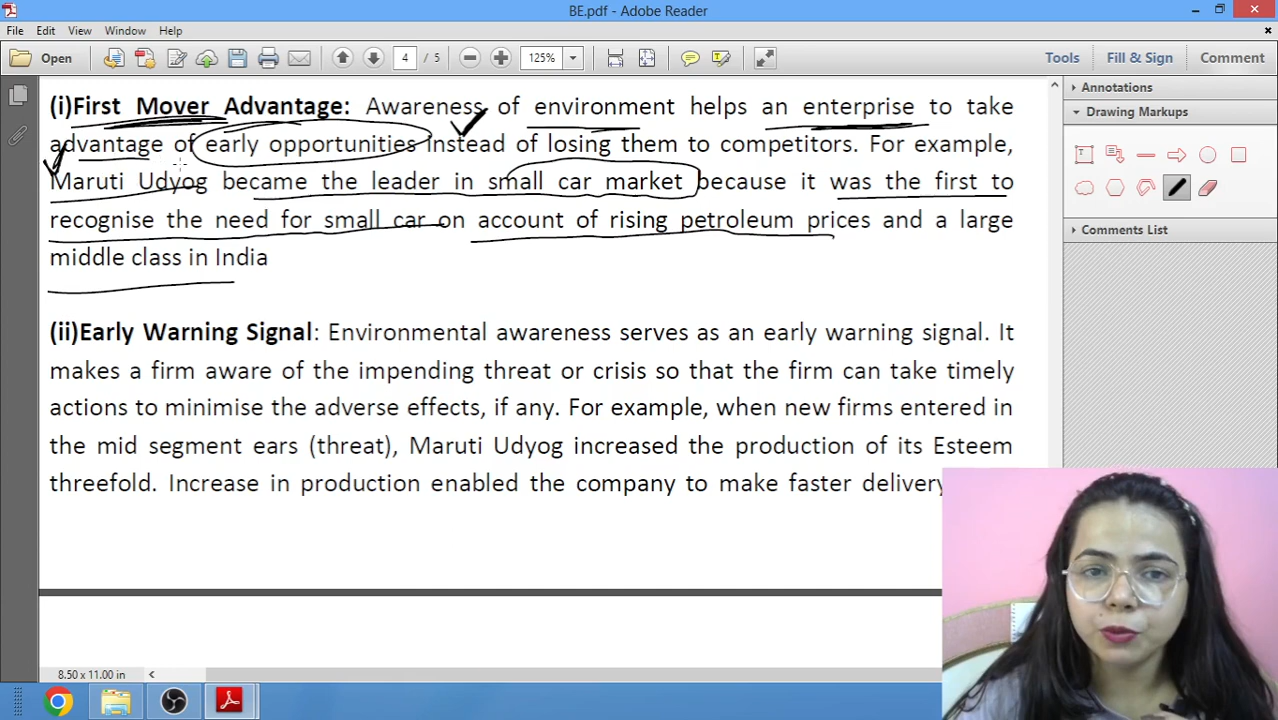 BE.pdf - Adobe Reader
File Edit View Window Help
Open 4 / 5 125% Tools Fill & Sign Comment
(i)First Mover Advantage: Awareness of environment helps an enterprise to take
advantage of early opportunities instead of losing them to competitors. For example,
Maruti Udyog became the leader in small car market because it was the first to
recognise the need for small car on account of rising petroleum prices and a large
middle class in India
(ii)Early Warning Signal: Environmental awareness serves as an early warning signal. It
makes a firm aware of the impending threat or crisis so that the firm can take timely
actions to minimise the adverse effects, if any. For example, when new firms entered in
the mid segment ears (threat), Maruti Udyog increased the production of its Esteem
threefold. Increase in production enabled the company to make faster delivery
8.50 x 11.00 in
Annotations
Drawing Markups
Comments List